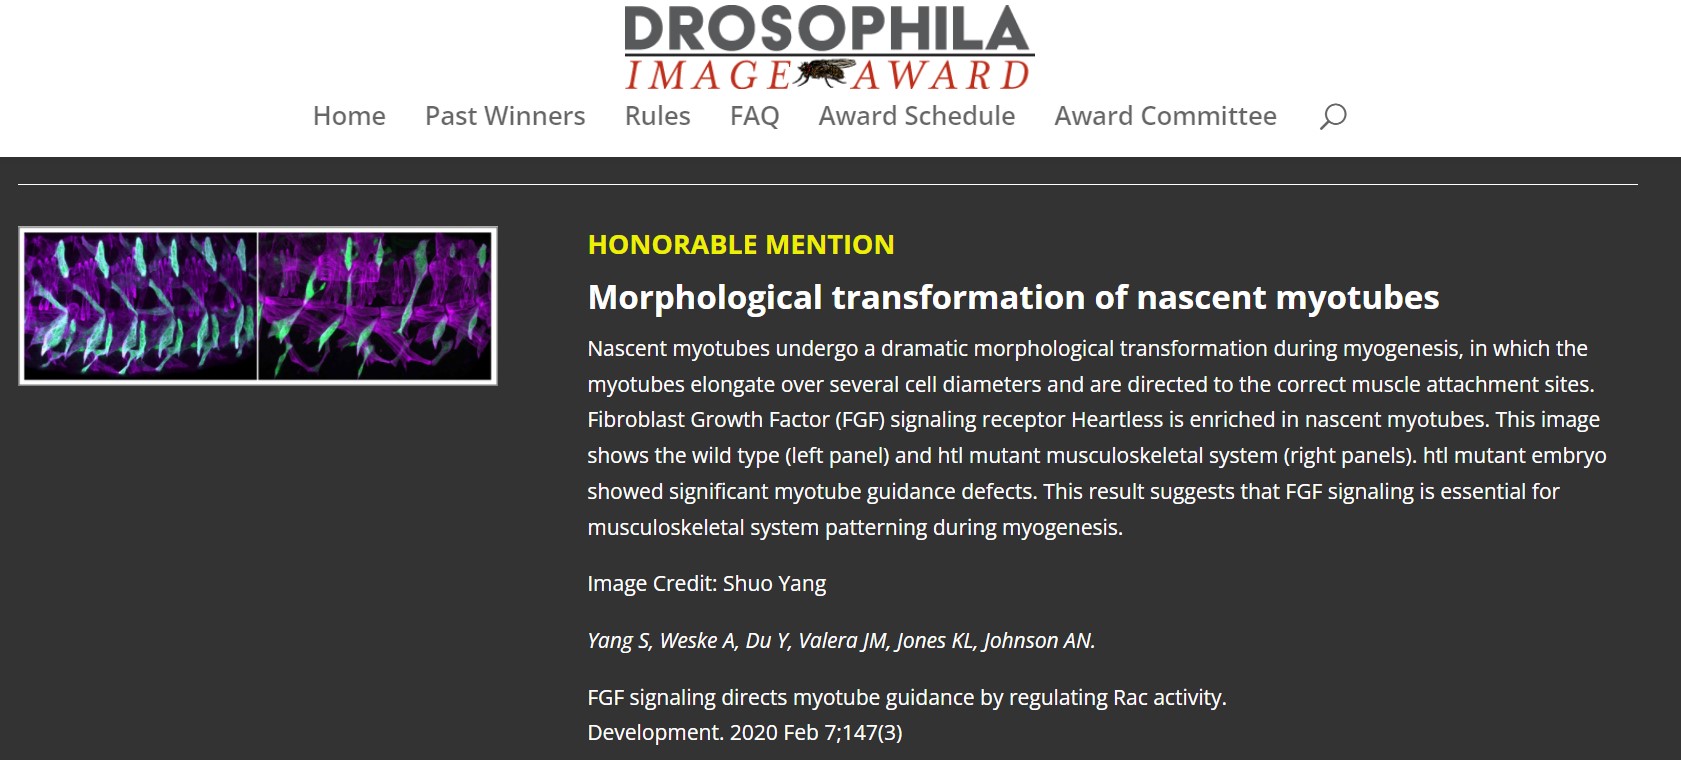 DROSOPHILA
IMAGE AWARD
Home Past Winners Rules FAQ Award Schedule Award Committee
HONORABLE MENTION
Morphological transformation of nascent myotubes
Nascent myotubes undergo a dramatic morphological transformation during myogenesis, in which the
myotubes elongate over several cell diameters and are directed to the correct muscle attachment sites.
Fibroblast Growth Factor (FGF) signaling receptor Heartless is enriched in nascent myotubes. This image
shows the wild type (left panel) and htl mutant musculoskeletal system (right panels). htl mutant embryo
showed significant myotube guidance defects. This result suggests that FGF signaling is essential for
musculoskeletal system patterning during myogenesis.
Image Credit: Shuo Yang
Yang S, Weske A, Du Y, Valera JM, Jones KL, Johnson AN.
FGF signaling directs myotube guidance by regulating Rac activity.
Development. 2020 Feb 7;147(3)